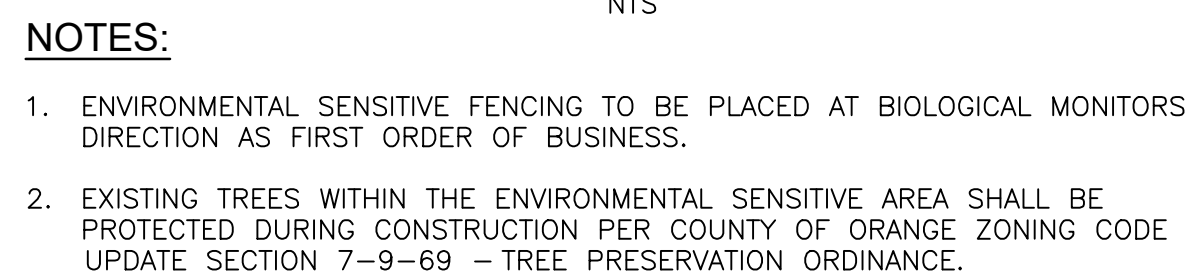 NTS
NOTES:
1. ENVIRONMENTAL SENSITIVE FENCING TO BE PLACED AT BIOLOGICAL MONITORS
DIRECTION AS FIRST ORDER OF BUSINESS.
2. EXISTING TREES WITHIN THE ENVIRONMENTAL SENSITIVE AREA SHALL BE
PROTECTED DURING CONSTRUCTION PER COUNTY OF ORANGE ZONING CODE
UPDATE SECTION 7-9-69 - TREE PRESERVATION ORDINANCE.